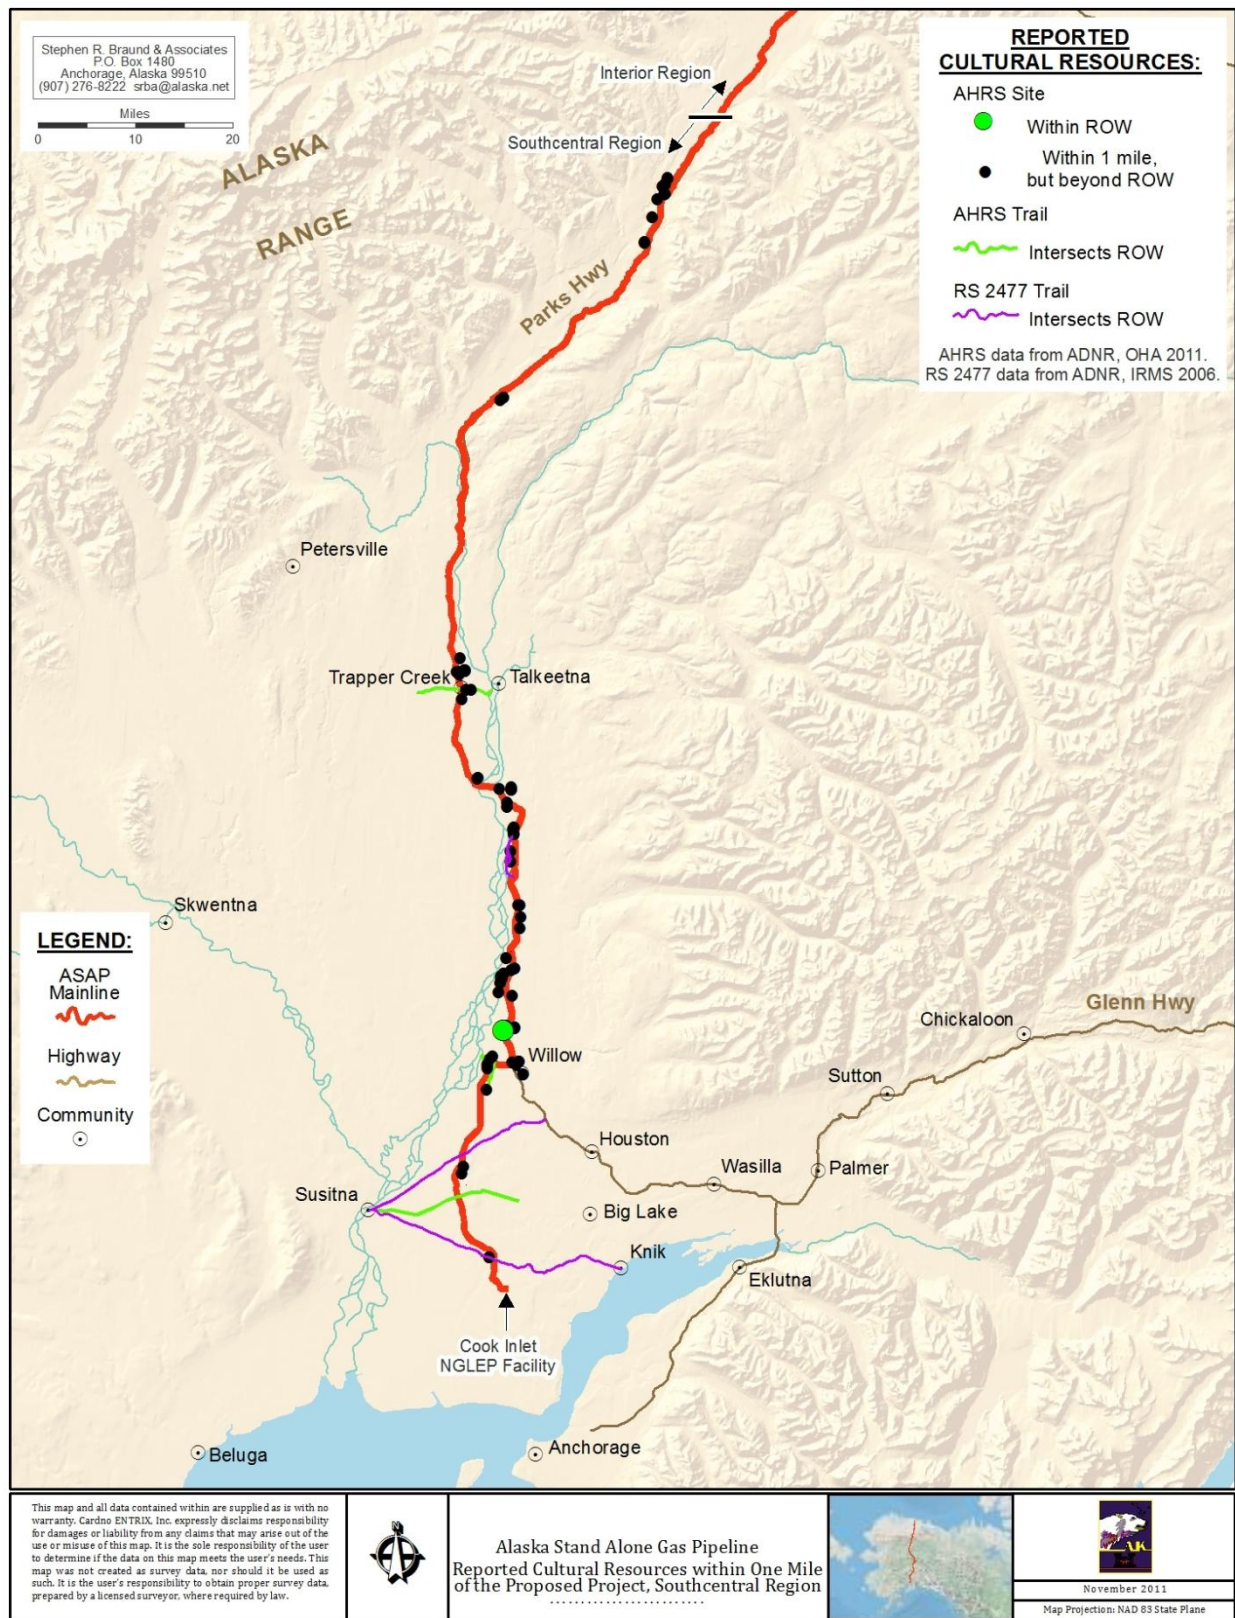 Stephen R. Braund & Associates
P.O. Box 1480
Anchorage, Alaska 99510
(907) 276-8222  srba@alaska.net
Miles
0 10 20
REPORTED
CULTURAL RESOURCES:
AHRS Site
Within ROW
Within 1 mile,
but beyond ROW
AHRS Trail
Intersects ROW
RS 2477 Trail
Intersects ROW
AHRS data from ADNR, OHA 2011.
RS 2477 data from ADNR, IRMS 2006.
Interior Region
Southcentral Region
ALASKA
RANGE
Parks Hwy
Petersville
Trapper Creek
Talkeetna
Skwentna
LEGEND:
ASAP
Mainline
Highway
Community
Glenn Hwy
Chickaloon
Willow
Sutton
Houston
Wasilla
Palmer
Susitna
Big Lake
Knik
Eklutna
Cook Inlet
NGLEP Facility
Beluga
Anchorage
This map and all data contained within are supplied as is with no
warranty. Cardno ENTRIX, Inc. expressly disclaims responsibility
for damages or liability from any claims that may arise out of the
use or misuse of this map. It is the sole responsibility of the user
to determine if the data on this map meets the user's needs. This
map was not created as survey data, nor should it be used as
such. It is the user's responsibility to obtain proper survey data,
prepared by a licensed surveyor, where required by law.
N
Alaska Stand Alone Gas Pipeline
Reported Cultural Resources within One Mile
of the Proposed Project, Southcentral Region
AK
November 2011
Map Projection: NAD 83 State Plane